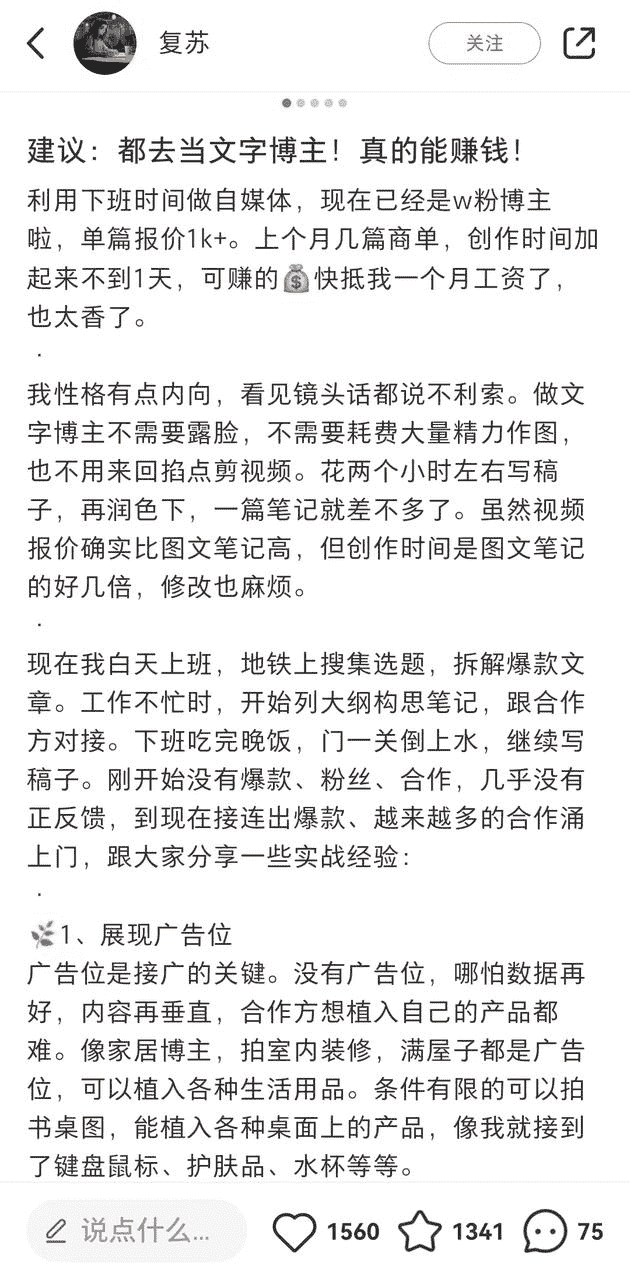 复苏
关注
建议：都去当文字博主！真的能赚钱！
利用下班时间做自媒体，现在已经是w粉博主
啦，单篇报价1k+。上个月几篇商单，创作时间加
起来不到1天，可赚的💰快抵我一个月工资了，
也太香了。
.
我性格有点内向，看见镜头话都说不利索。做文
字博主不需要露脸，不需要耗费大量精力作图，
也不用来回掐点剪视频。花两个小时左右写稿
子，再润色下，一篇笔记就差不多了。虽然视频
报价确实比图文笔记高，但创作时间是图文笔记
的好几倍，修改也麻烦。
.
现在我白天上班，地铁上搜集选题，拆解爆款文
章。工作不忙时，开始列大纲构思笔记，跟合作
方对接。下班吃完晚饭，门一关倒上水，继续写
稿子。刚开始没有爆款、粉丝、合作，几乎没有
正反馈，到现在接连出爆款、越来越多的合作涌
上门，跟大家分享一些实战经验：
.
🌿1、展现广告位
广告位是接广的关键。没有广告位，哪怕数据再
好，内容再垂直，合作方想植入自己的产品都
难。像家居博主，拍室内装修，满屋子都是广告
位，可以植入各种生活用品。条件有限的可以拍
书桌图，能植入各种桌面上的产品，像我就接到
了键盘鼠标、护肤品、水杯等等。
说点什么...
1560
1341
75